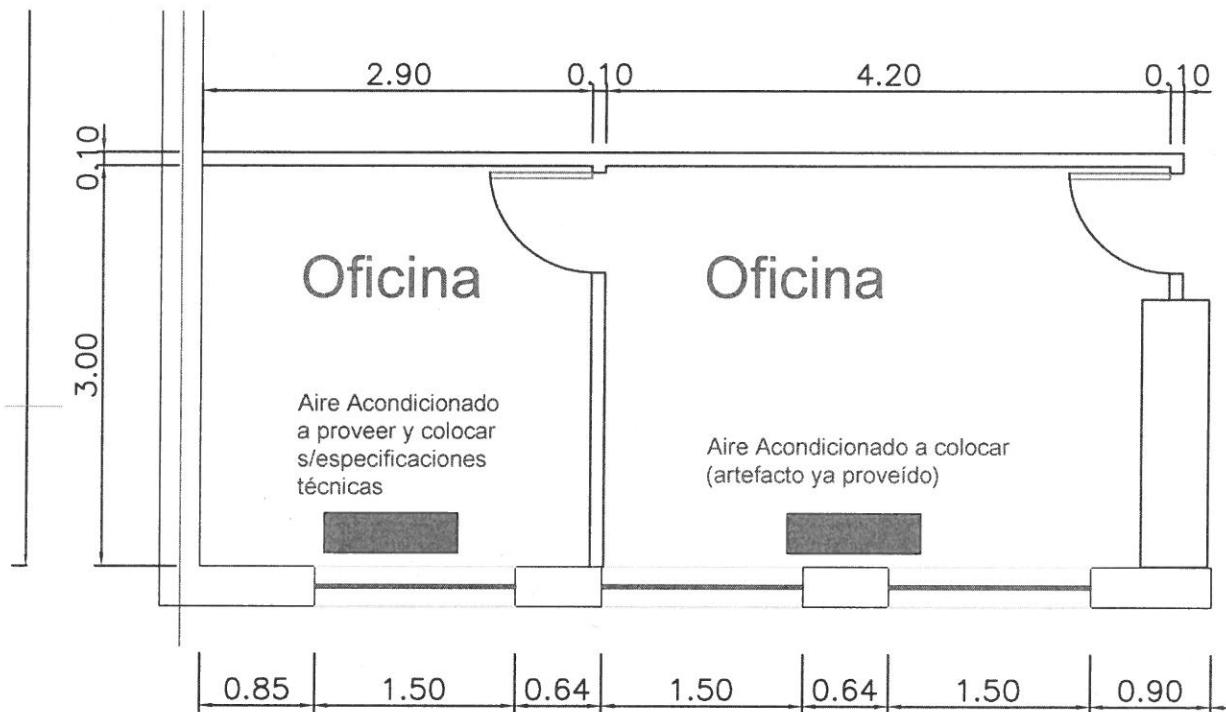 2.90
0.10
4.20
0.10
0.10
3.00
Oficina
Oficina
Aire Acondicionado
a proveer y colocar
s/especificaciones
técnicas
Aire Acondicionado a colocar
(artefacto ya proveído)
0.85
1.50
0.64
1.50
0.64
1.50
0.90